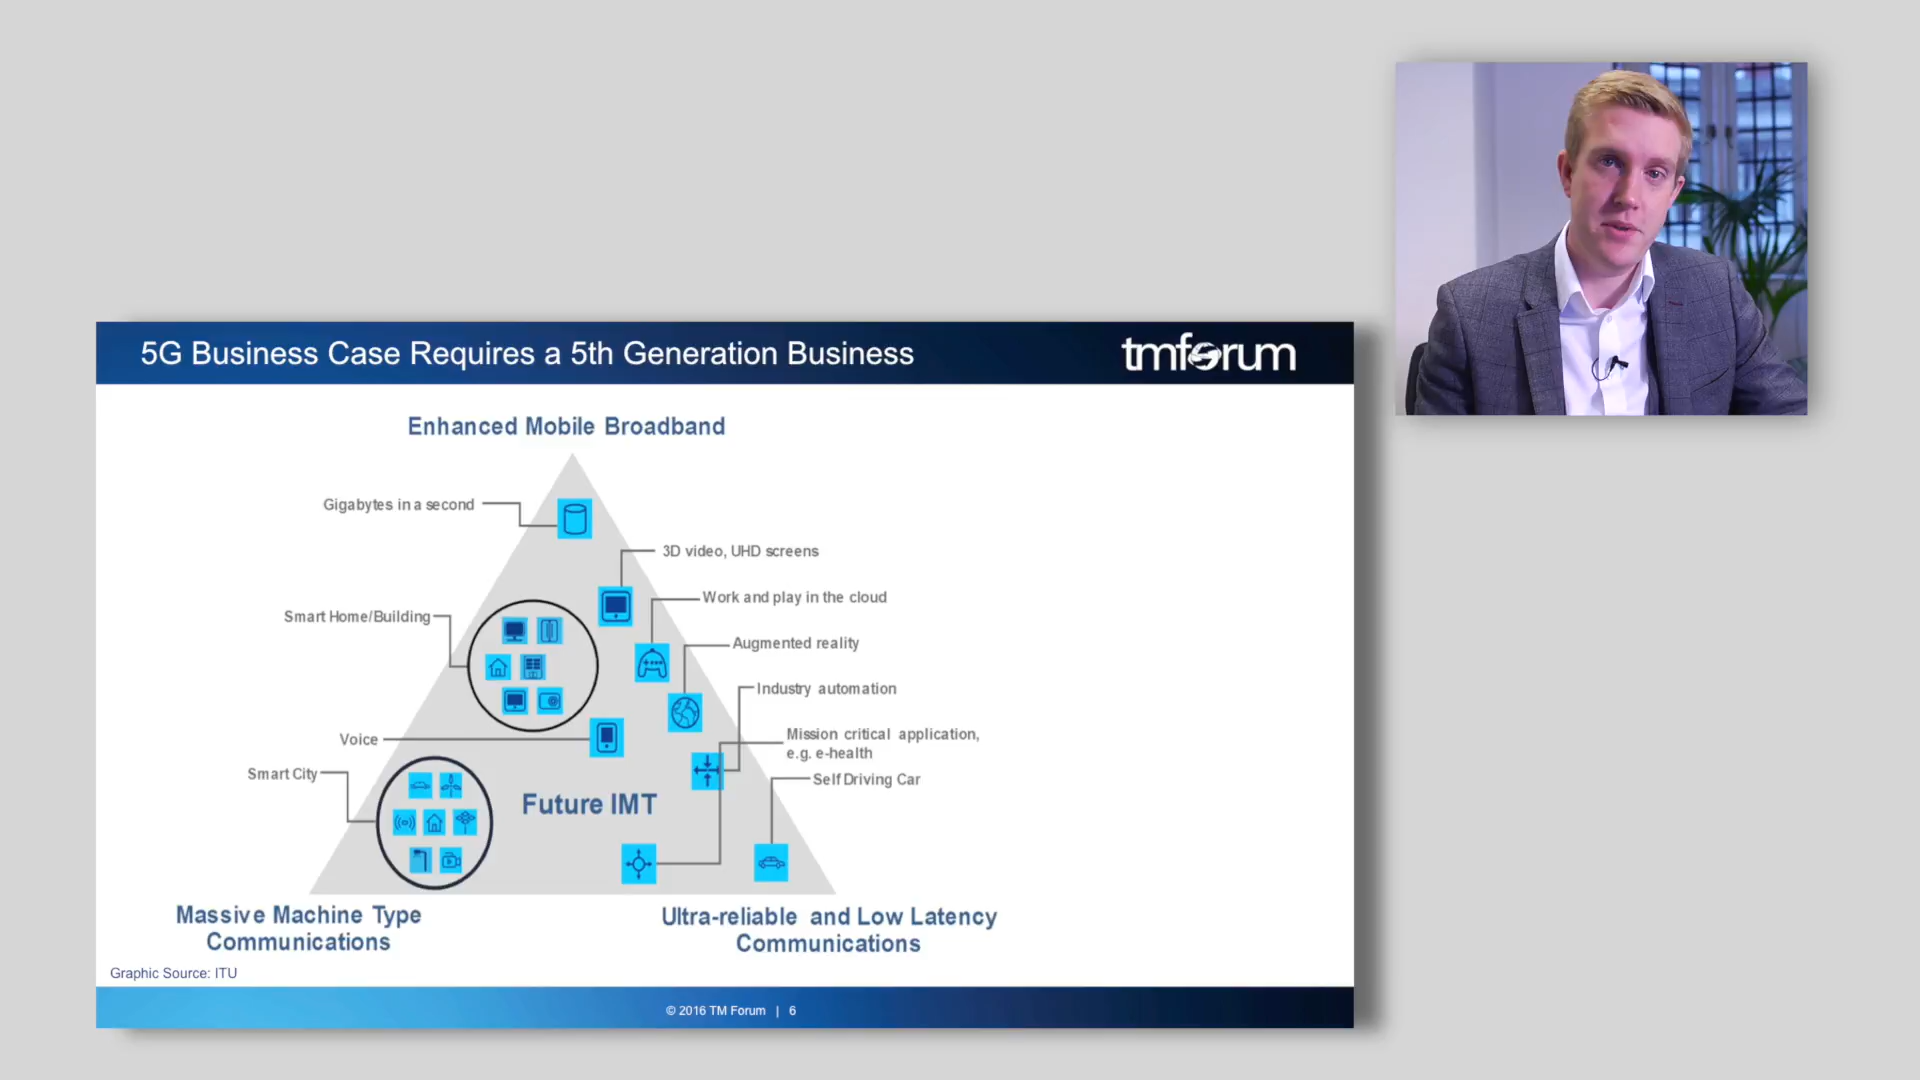 5G Business Case Requires a 5th Generation Business
tmforum
Enhanced Mobile Broadband
Gigabytes in a second
3D video, UHD screens
Work and play in the cloud
Smart Home/Building
Augmented reality
Industry automation
Voice
Mission critical application,
e.g. e-health
Smart City
Self Driving Car
Future IMT
Massive Machine Type
Communications
Ultra-reliable and Low Latency
Communications
Graphic Source: ITU
© 2016 TM Forum | 6